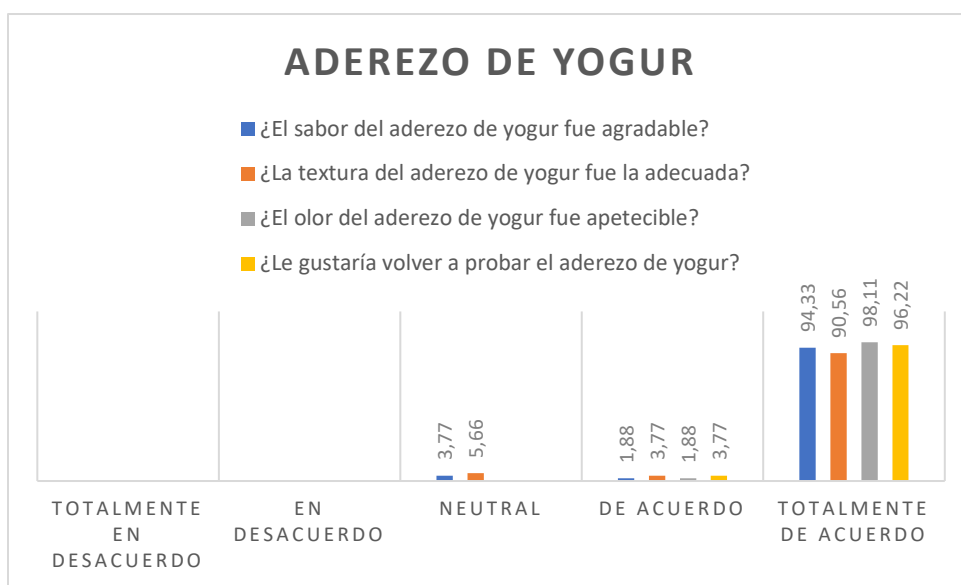 ADEREZO DE YOGUR
¿El sabor del aderezo de yogur fue agradable?
¿La textura del aderezo de yogur fue la adecuada?
¿El olor del aderezo de yogur fue apetecible?
¿Le gustaría volver a probar el aderezo de yogur?
3,77
5,66
1,88
3,77
1,88
3,77
94,33
90,56
98,11
96,22
TOTALMENTE
EN
DESACUERDO
EN
DESACUERDO
NEUTRAL
DE ACUERDO
TOTALMENTE
DE ACUERDO